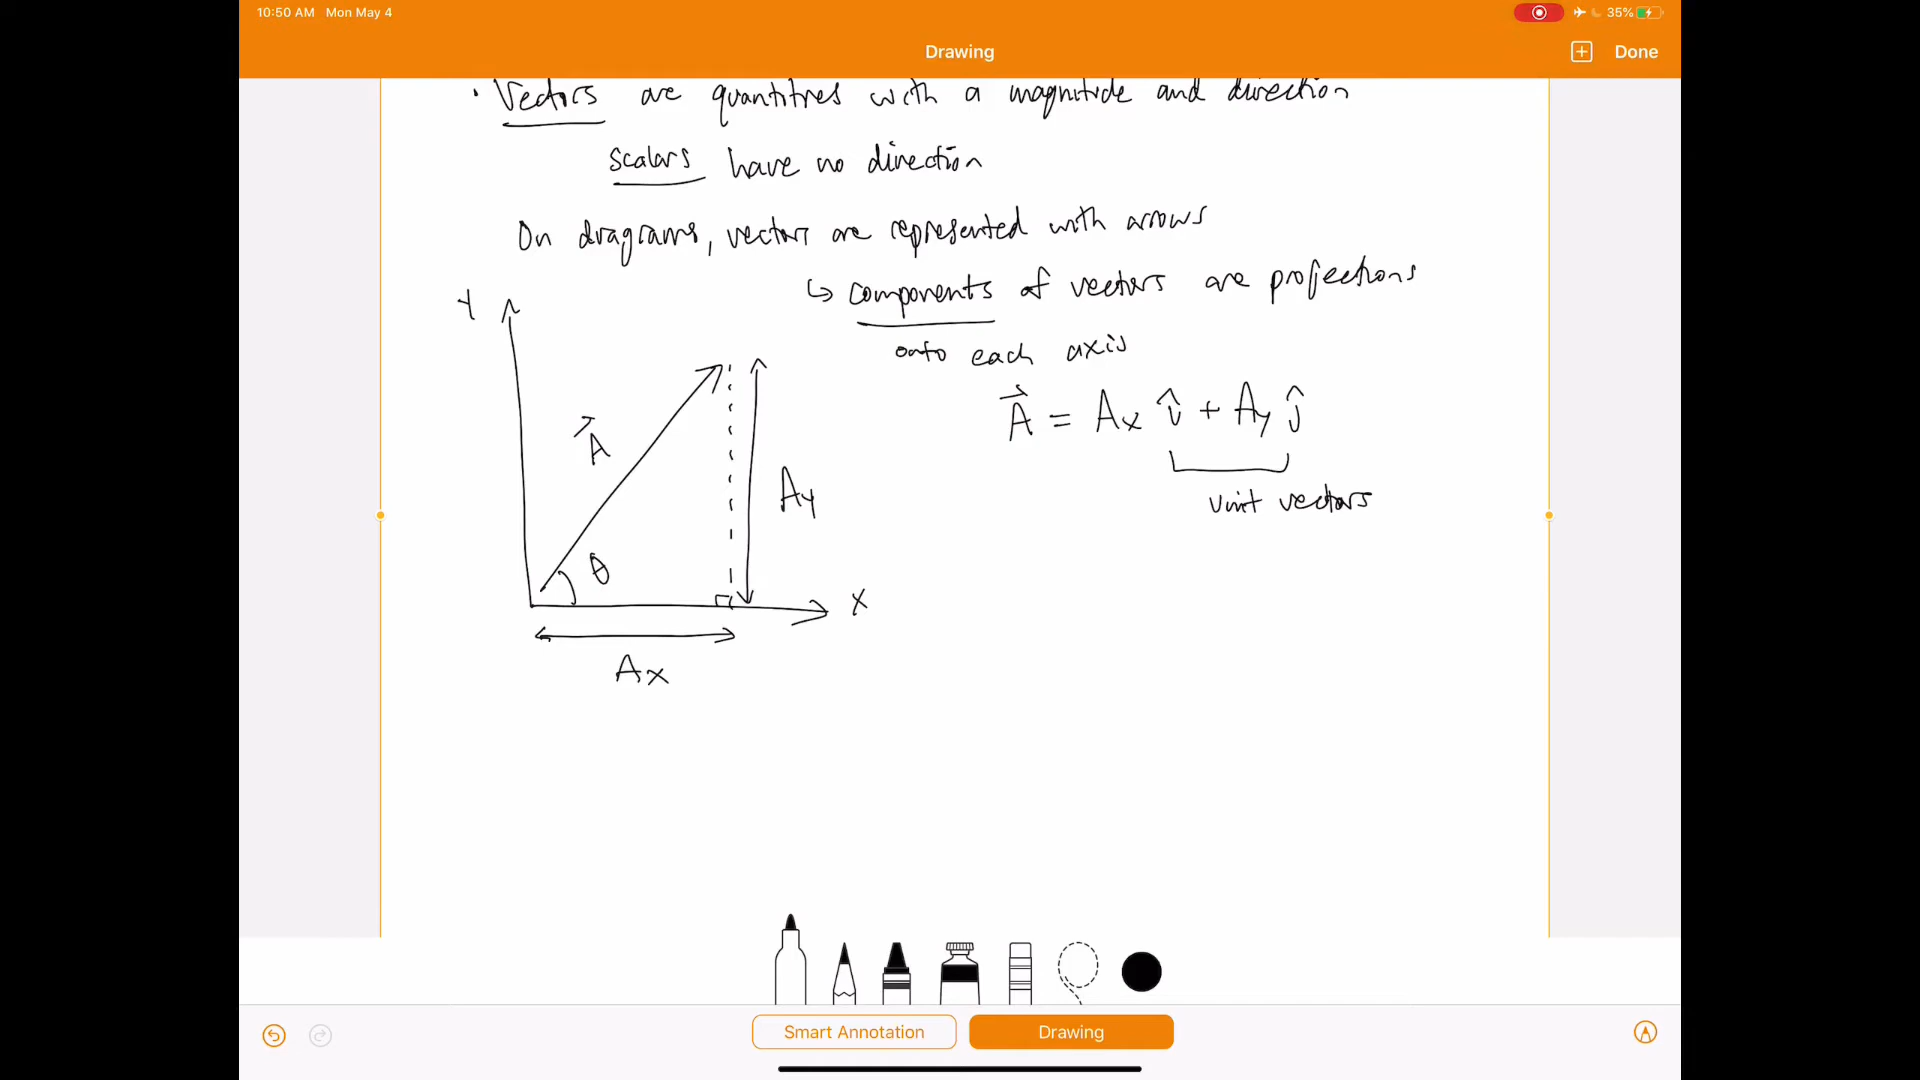 10:50 AM Mon May 4
35%
Drawing
Done
· Vectors are quantities with a magnitude and direction
scalars have no direction
On diagrams, vectors are represented with arrows
↳ components of vectors are projections
onto each axis
Y
A⃗ = Ax î + Ay ĵ
unit vectors
A⃗
Ay
θ
X
Ax
Smart Annotation
Drawing